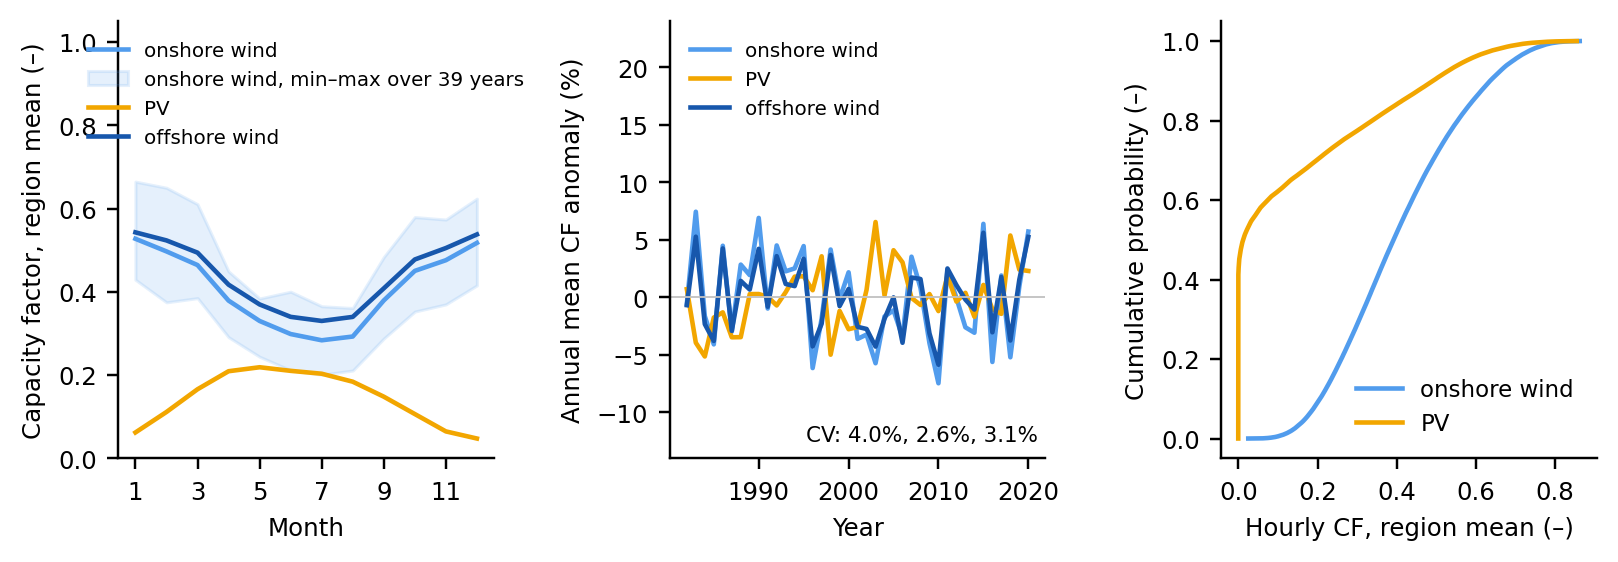 Capacity factor, region mean (–)
1.0
0.8
0.6
0.4
0.2
0.0
onshore wind
onshore wind, min–max over 39 years
PV
offshore wind
1 3 5 7 9 11
Month
Annual mean CF anomaly (%)
20
15
10
5
0
−5
−10
onshore wind
PV
offshore wind
CV: 4.0%, 2.6%, 3.1%
1990 2000 2010 2020
Year
Cumulative probability (–)
1.0
0.8
0.6
0.4
0.2
0.0
onshore wind
PV
0.0 0.2 0.4 0.6 0.8
Hourly CF, region mean (–)